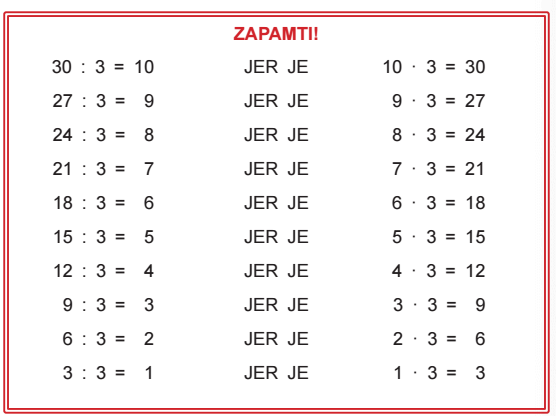 ZAPAMTI!
30 : 3 = 10 JER JE 10 · 3 = 30
27 : 3 = 9 JER JE 9 · 3 = 27
24 : 3 = 8 JER JE 8 · 3 = 24
21 : 3 = 7 JER JE 7 · 3 = 21
18 : 3 = 6 JER JE 6 · 3 = 18
15 : 3 = 5 JER JE 5 · 3 = 15
12 : 3 = 4 JER JE 4 · 3 = 12
9 : 3 = 3 JER JE 3 · 3 = 9
6 : 3 = 2 JER JE 2 · 3 = 6
3 : 3 = 1 JER JE 1 · 3 = 3